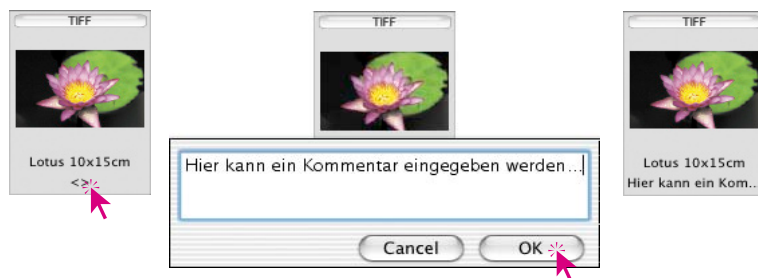 TIFF
Lotus 10x15cm
<>
TIFF
Hier kann ein Kommentar eingegeben werden...
Cancel
OK
TIFF
Lotus 10x15cm
Hier kann ein Kom...